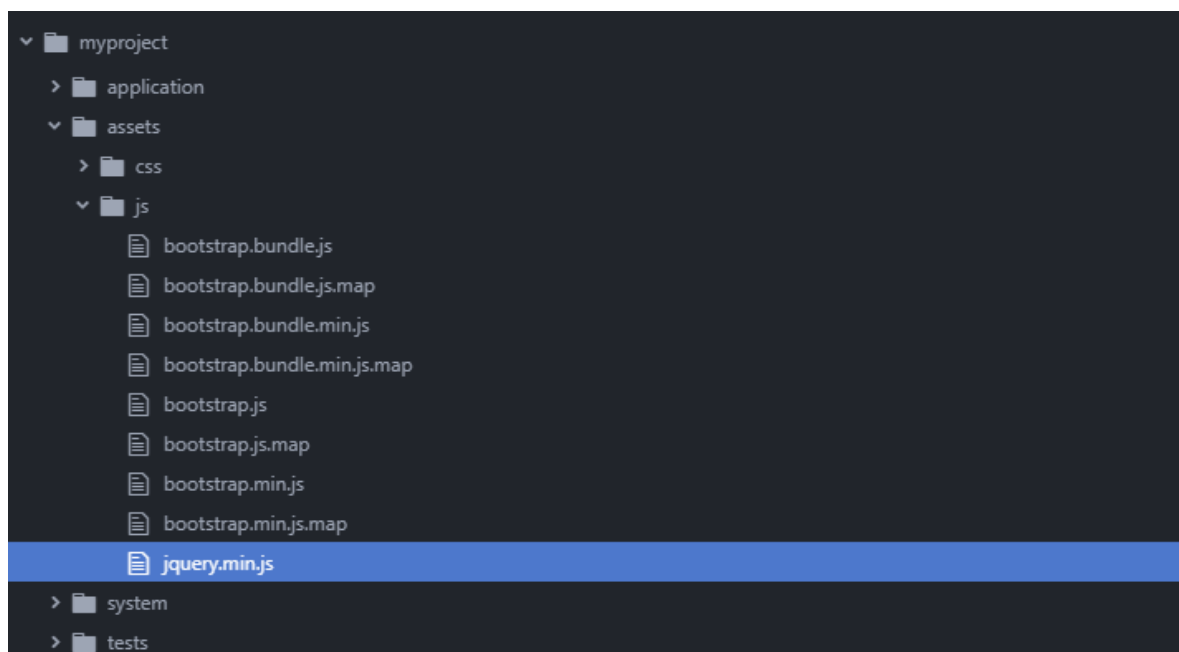 myproject
application
assets
css
js
bootstrap.bundle.js
bootstrap.bundle.js.map
bootstrap.bundle.min.js
bootstrap.bundle.min.js.map
bootstrap.js
bootstrap.js.map
bootstrap.min.js
bootstrap.min.js.map
jquery.min.js
system
tests